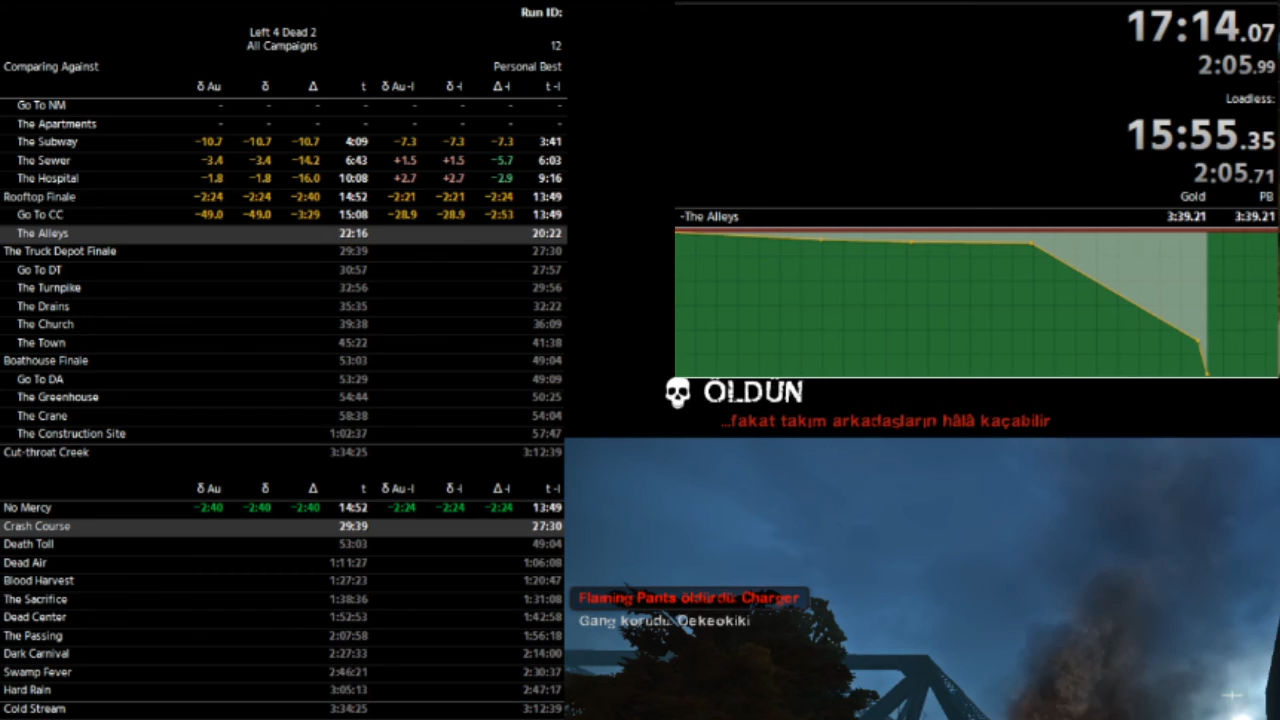 Run ID:
Left 4 Dead 2
All Campaigns
12
Comparing Against Personal Best
δ Au δ Δ t δ Au-I δ-I Δ-I t-I
Go To NM - - - - - - - -
The Apartments - - - - - - - -
The Subway −10.7 −10.7 −10.7 4:09 −7.3 −7.3 −7.3 3:41
The Sewer −3.4 −3.4 −14.2 6:43 +1.5 +1.5 −5.7 6:03
The Hospital −1.8 −1.8 −16.0 10:08 +2.7 +2.7 −2.9 9:16
Rooftop Finale −2:24 −2:24 −2:40 14:52 −2:21 −2:21 −2:24 13:49
Go To CC −49.0 −49.0 −3:29 15:08 −28.9 −28.9 −2:53 13:49
The Alleys 22:16 20:22
The Truck Depot Finale 29:39 27:30
Go To DT 30:57 27:57
The Turnpike 32:56 29:56
The Drains 35:35 32:22
The Church 39:38 36:09
The Town 45:22 41:38
Boathouse Finale 53:03 49:04
Go To DA 53:29 49:09
The Greenhouse 54:44 50:25
The Crane 58:38 54:04
The Construction Site 1:02:37 57:47
Cut-throat Creek 3:34:25 3:12:39
δ Au δ Δ t δ Au-I δ-I Δ-I t-I
No Mercy −2:40 −2:40 −2:40 14:52 −2:24 −2:24 −2:24 13:49
Crash Course 29:39 27:30
Death Toll 53:03 49:04
Dead Air 1:11:27 1:06:08
Blood Harvest 1:27:23 1:20:47
The Sacrifice 1:38:36 1:31:08
Dead Center 1:52:53 1:42:58
The Passing 2:07:58 1:56:18
Dark Carnival 2:27:33 2:14:00
Swamp Fever 2:46:21 2:30:37
Hard Rain 3:05:13 2:47:17
Cold Stream 3:34:25 3:12:39
17:14.07
2:05.99
Loadless:
15:55.35
2:05.71
Gold PB
-The Alleys 3:39.21 3:39.21
ÖLDÜN
...fakat takım arkadaşların hâlâ kaçabilir
Flaming Pants öldürdü: Charger
Gang korudu: Oekeokiki